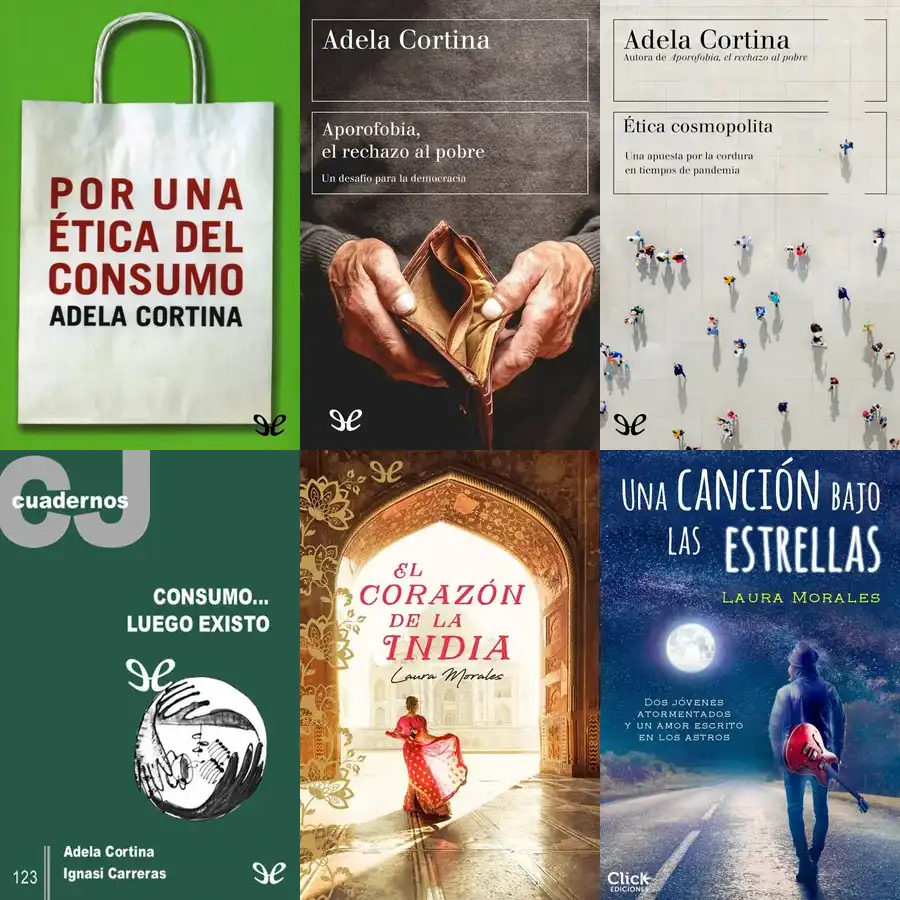 POR UNA
ÉTICA DEL
CONSUMO
ADELA CORTINA
Adela Cortina
Aporofobia,
el rechazo al pobre
Un desafío para la democracia
Adela Cortina
Autora de Aporofobia, el rechazo al pobre
Ética cosmopolita
Una apuesta por la cordura
en tiempos de pandemia
CJ
cuadernos
CONSUMO...
LUEGO EXISTO
123
Adela Cortina
Ignasi Carreras
EL
CORAZÓN
DE LA
INDIA
Laura Morales
UNA CANCIÓN BAJO
LAS ESTRELLAS
LAURA MORALES
DOS JÓVENES
ATORMENTADOS
Y UN AMOR ESCRITO
EN LOS ASTROS
Click
EDICIONES